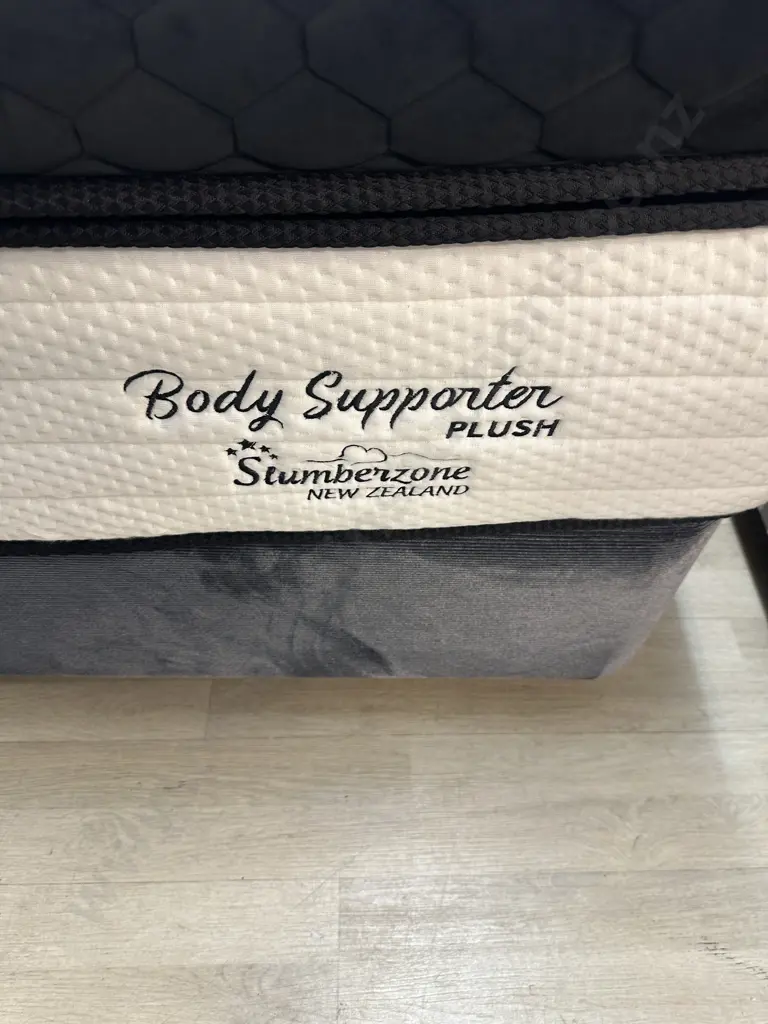 Body Supporter
PLUSH
Slumberzone
NEW ZEALAND